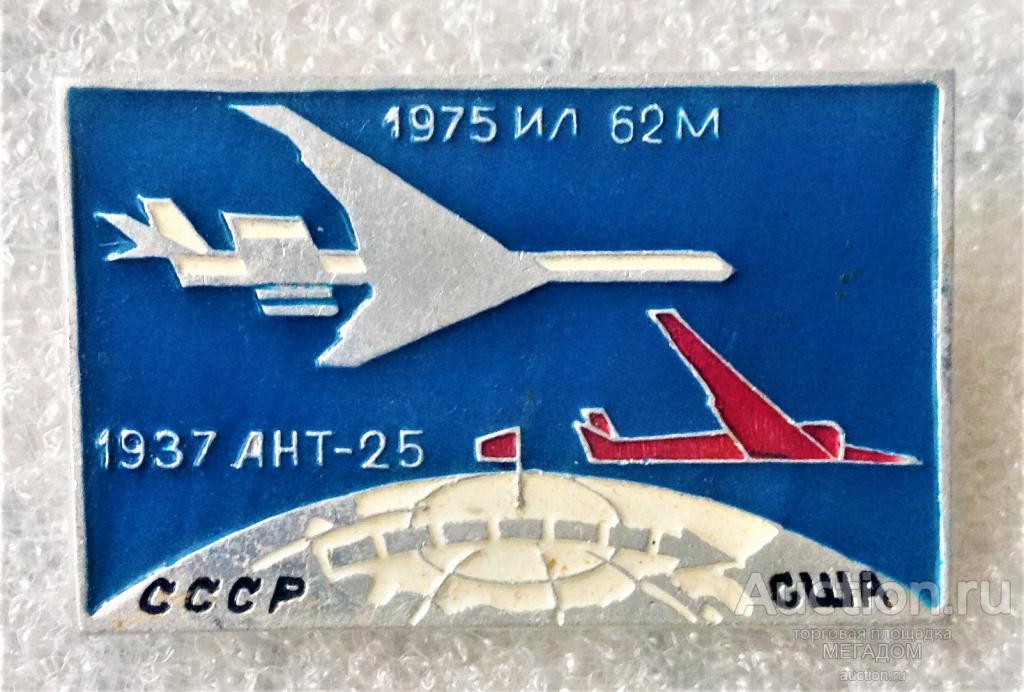 1975 ИЛ 62М
1937 АНТ-25
СССР
США
Auction.ru
торговая площадка
МЕГАДОМ
auction.ru